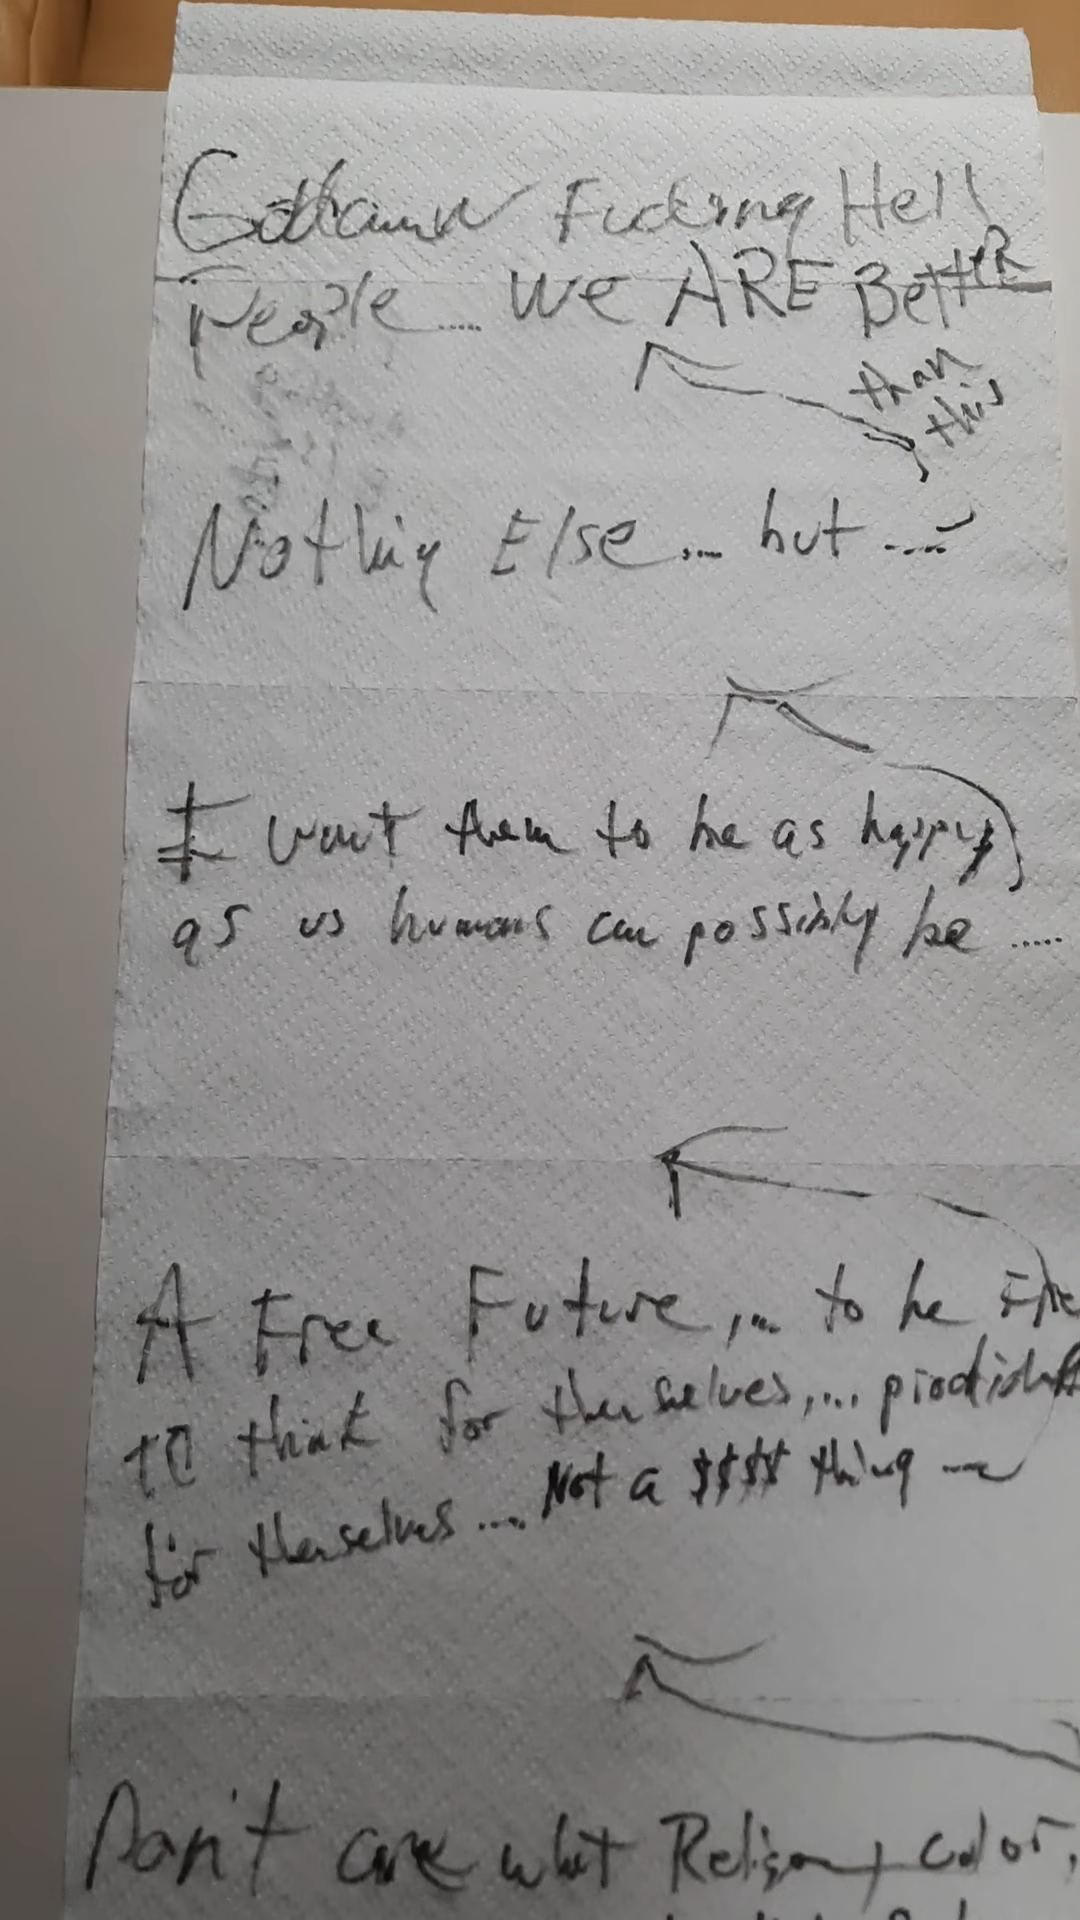 Goddamn Fucking Hell
People..... we ARE BettER
than
this
Nothing Else... but .....
I want them to be as happy
as us humans can possibly be .....
A Free Future,... to be Free
to think for themselves,...
for themselves .... Not a $$$$ thing
Don't care what Religion, color,